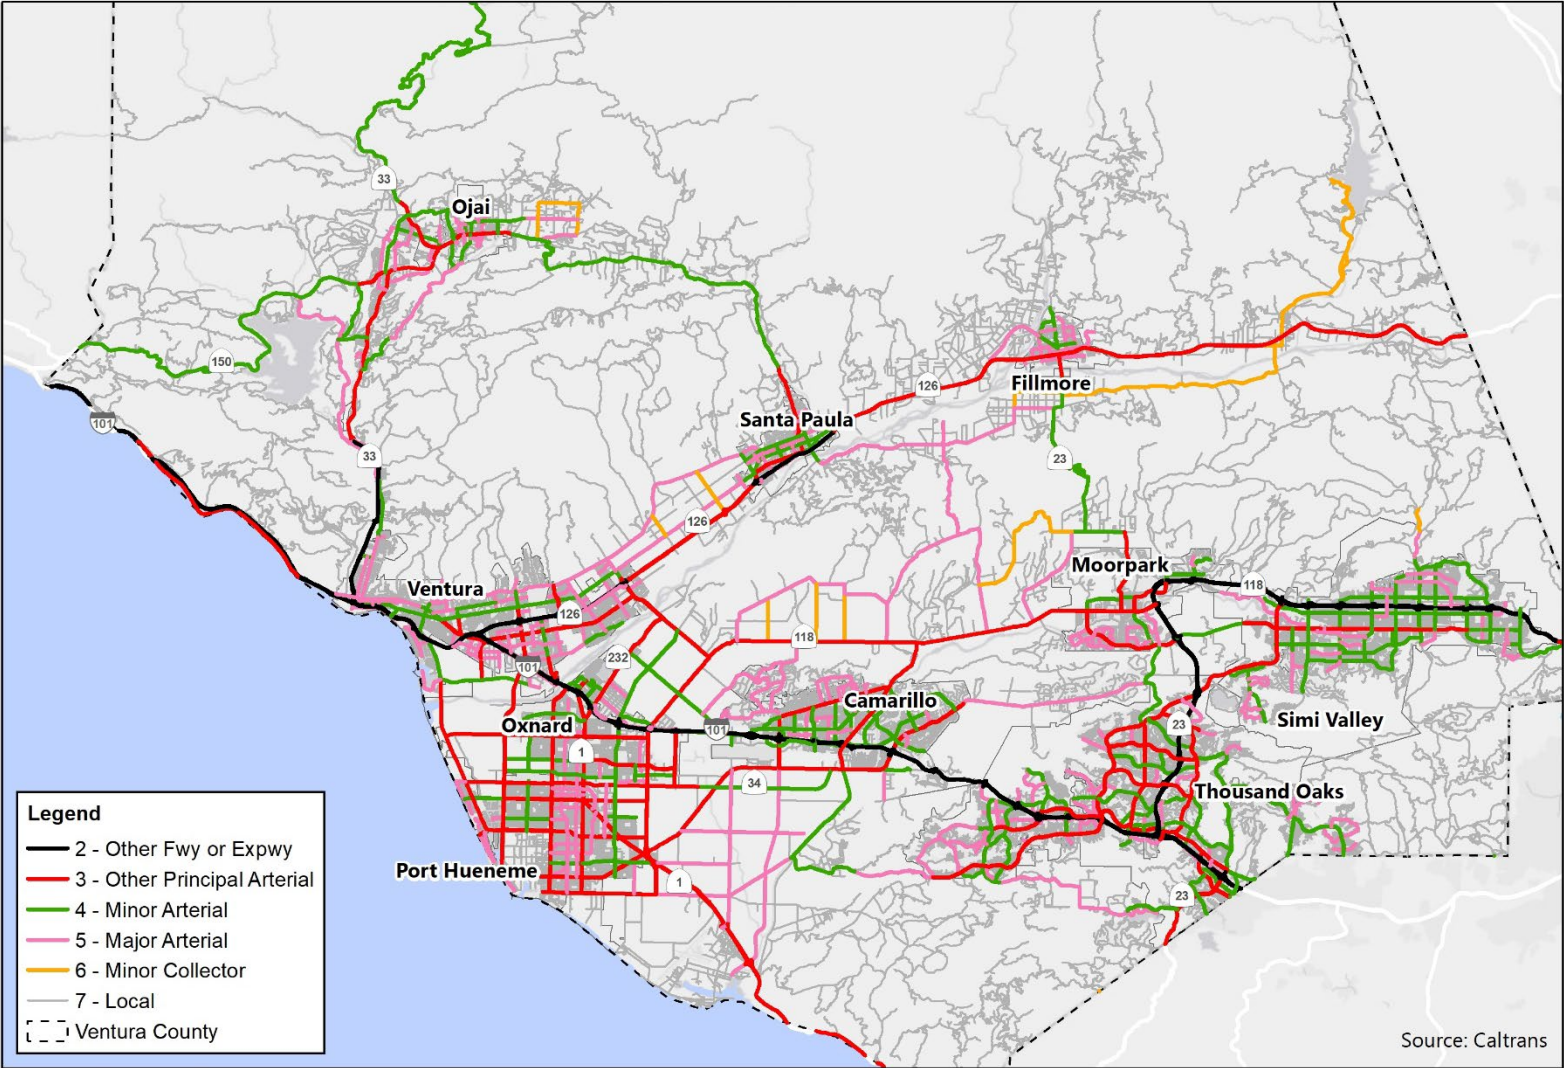 33
Ojai
150
126
Fillmore
101
Santa Paula
33
23
126
Moorpark
Ventura
118
126
118
232
101
Camarillo
Oxnard
101
Simi Valley
23
1
34
Thousand Oaks
Port Hueneme
1
23
Legend
2 - Other Fwy or Expwy
3 - Other Principal Arterial
4 - Minor Arterial
5 - Major Arterial
6 - Minor Collector
7 - Local
Ventura County
Source: Caltrans